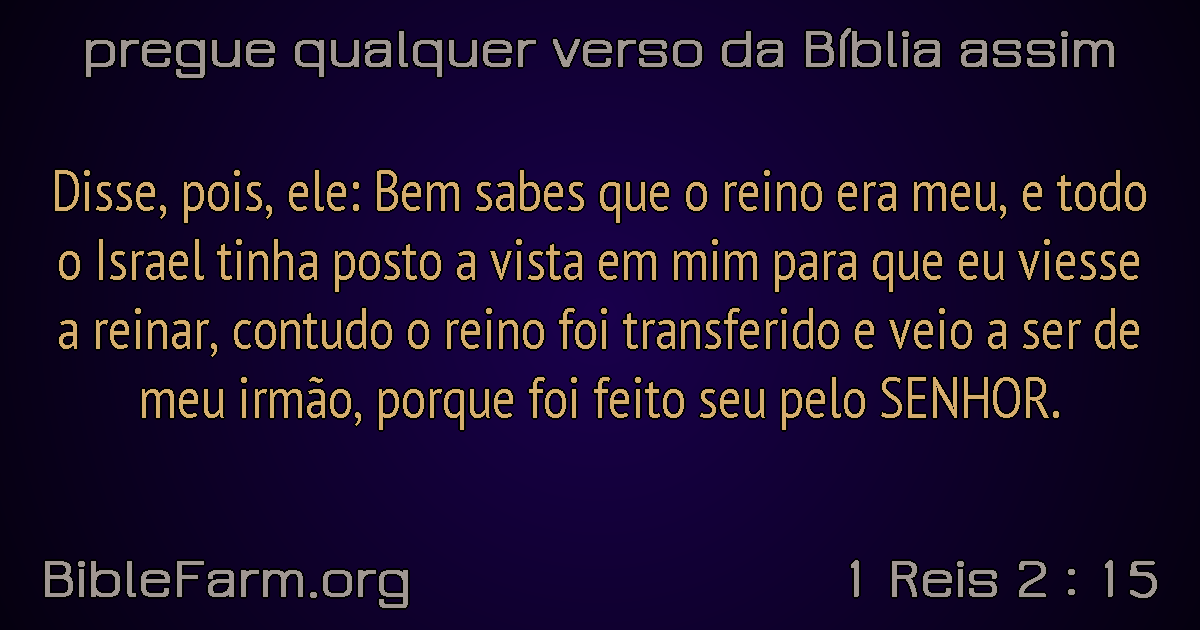 pregue qualquer verso da Bíblia assim
Disse, pois, ele: Bem sabes que o reino era meu, e todo
o Israel tinha posto a vista em mim para que eu viesse
a reinar, contudo o reino foi transferido e veio a ser de
meu irmão, porque foi feito seu pelo SENHOR.
BibleFarm.org
1 Reis 2 : 15